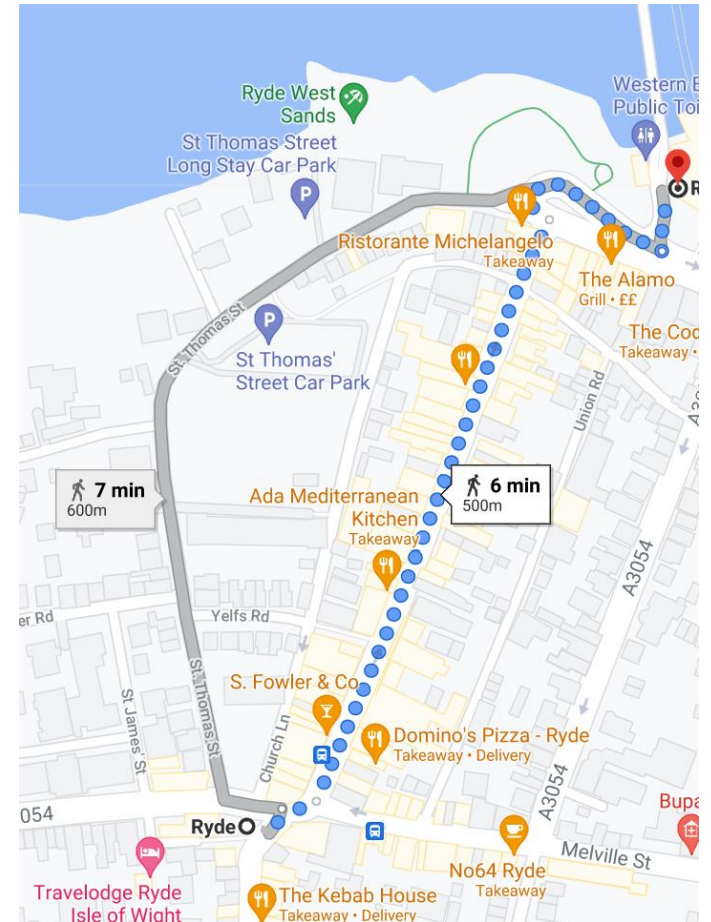 Ryde West
Sands
Western E
Public Toi
St Thomas Street
Long Stay Car Park
P
R
Ristorante Michelangelo
Takeaway
The Alamo
Grill • ££
St. Thomas St
P
St Thomas'
Street Car Park
The Coc
Takeaway •
Union Rd
A3054
7 min
600m
6 min
500m
Ada Mediterranean
Kitchen
Takeaway
A3054
er Rd
Yelfs Rd
St. Thomas St
St James' St
S. Fowler & Co
Church Ln
Domino's Pizza - Ryde
Takeaway • Delivery
A3054
054
Ryde
Bupa
Melville St
No64 Ryde
Takeaway
Travelodge Ryde
Isle of Wight
The Kebab House
Takeaway • Delivery